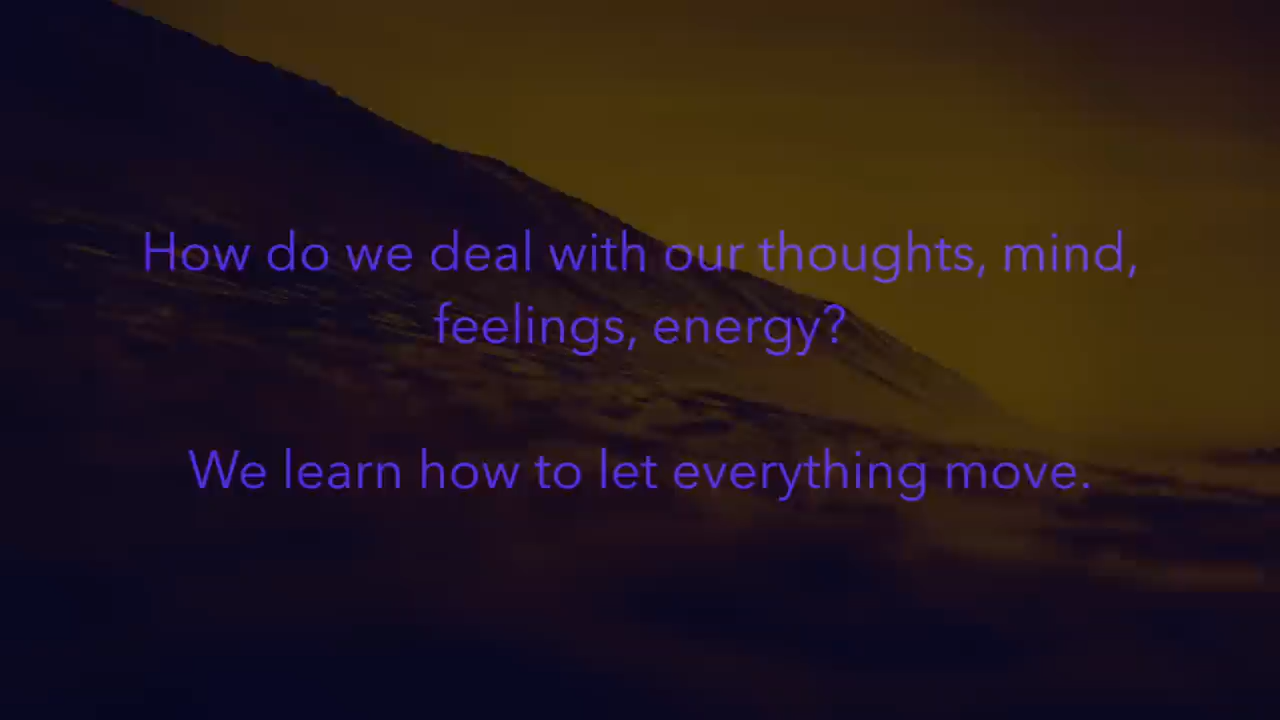 How do we deal with our thoughts, mind,
feelings, energy?
We learn how to let everything move.